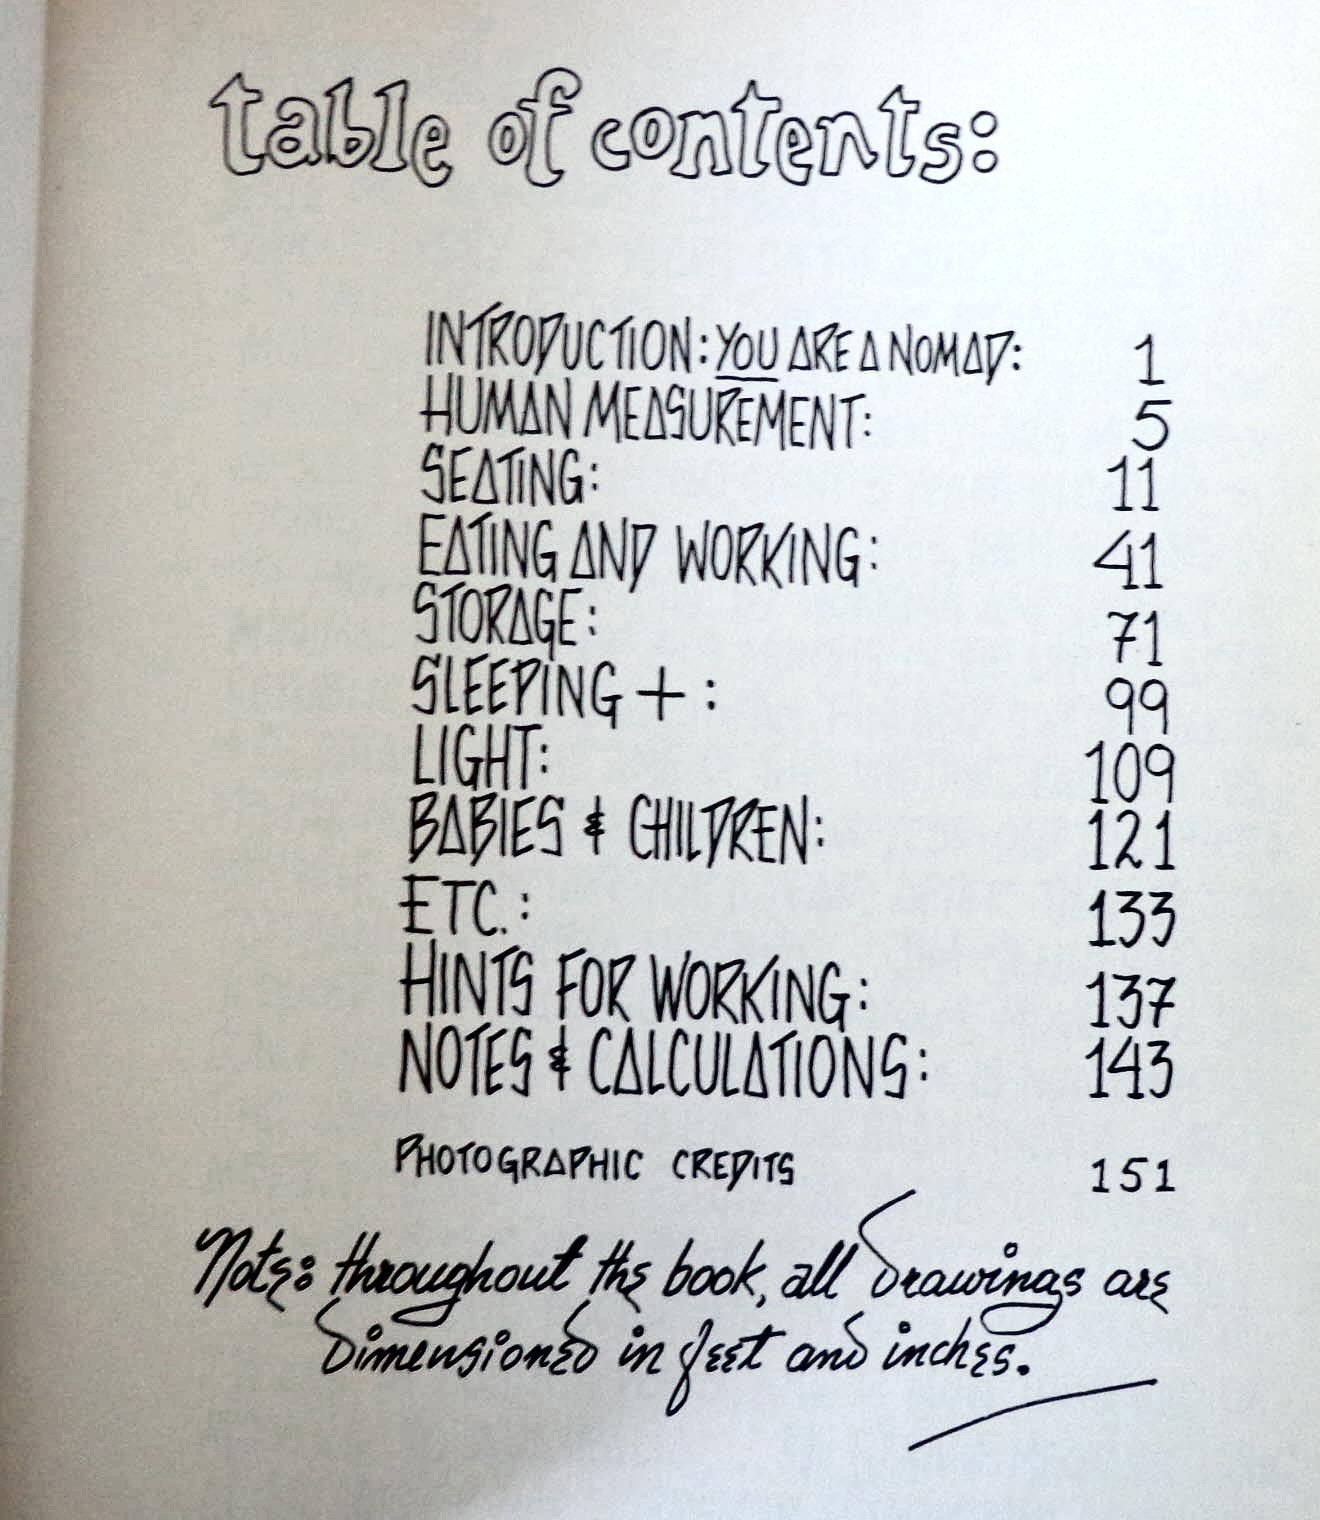 table of contents:
INTRODUCTION: YOU ARE A NOMAD: 1
HUMAN MEASUREMENT: 5
SEATING: 11
EATING AND WORKING: 41
STORAGE: 71
SLEEPING + : 99
LIGHT: 109
BABIES & CHILDREN: 121
ETC.: 133
HINTS FOR WORKING: 137
NOTES & CALCULATIONS: 143
PHOTOGRAPHIC CREDITS 151
Note: throughout the book, all drawings are
dimensioned in feet and inches.